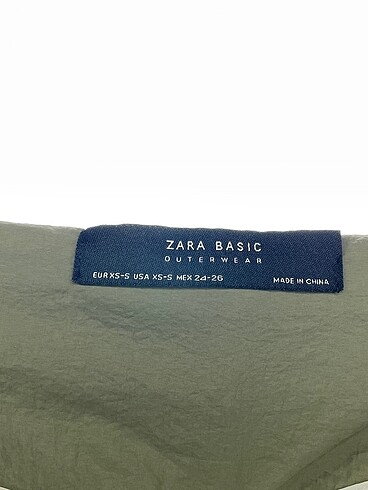 ZARA BASIC
OUTERWEAR
EUR XS-S USA XS-S MEX 24-26 MADE IN CHINA